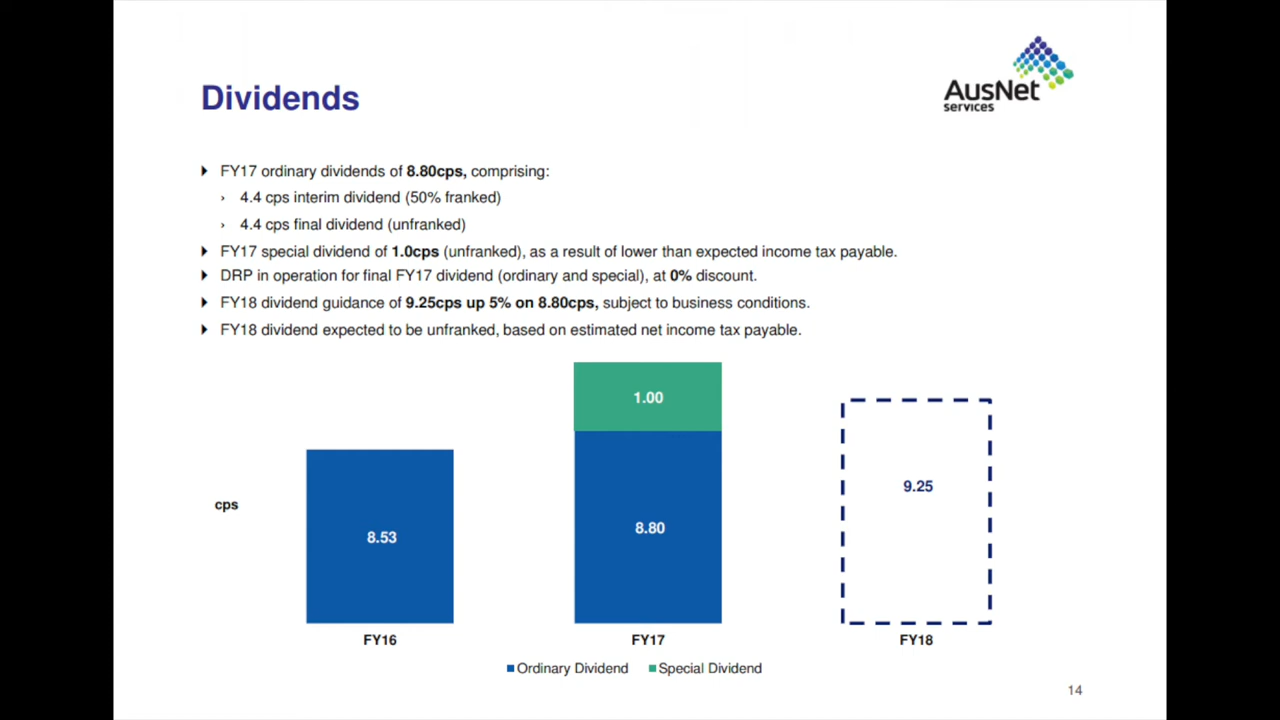 AusNet
services
Dividends
FY17 ordinary dividends of 8.80cps, comprising:
› 4.4 cps interim dividend (50% franked)
› 4.4 cps final dividend (unfranked)
FY17 special dividend of 1.0cps (unfranked), as a result of lower than expected income tax payable.
DRP in operation for final FY17 dividend (ordinary and special), at 0% discount.
FY18 dividend guidance of 9.25cps up 5% on 8.80cps, subject to business conditions.
FY18 dividend expected to be unfranked, based on estimated net income tax payable.
1.00
9.25
cps
8.53
8.80
FY16
FY17
FY18
Ordinary Dividend
Special Dividend
14